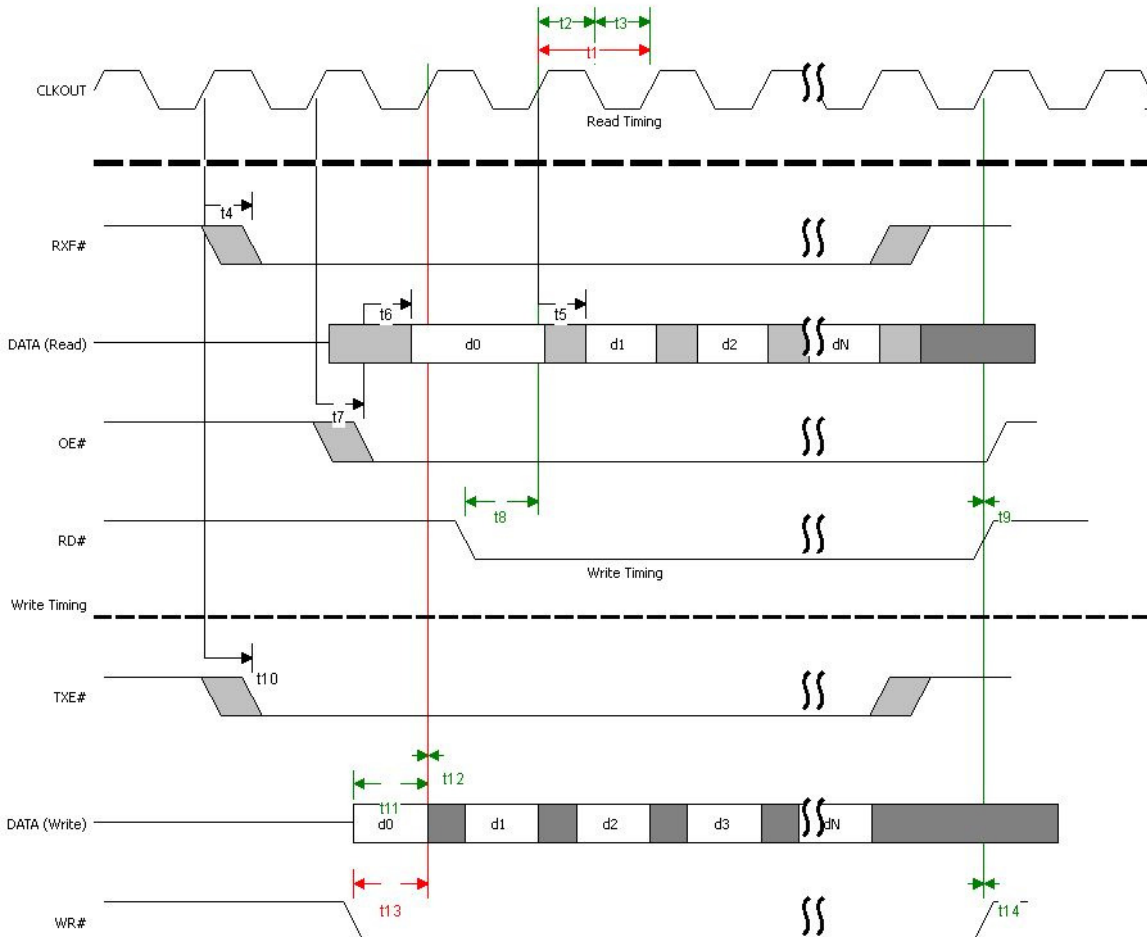 t2 t3
t1
CLKOUT
Read Timing
t4
RXF#
t6 t5
DATA (Read) d0 d1 d2 dN
t7
OE#
t8 t9
RD#
Write Timing
Write Timing
t10
TXE#
t12
t11
DATA (Write) d0 d1 d2 d3 dN
t13 t14
WR#